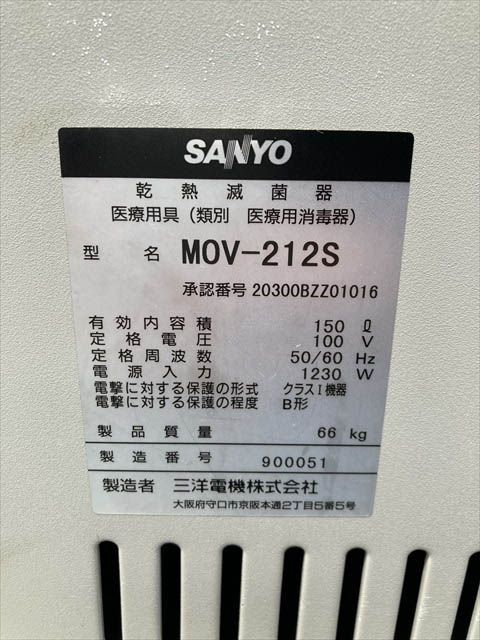 SANYO
乾熱滅菌器
医療用具(類別 医療用消毒器)
型名 MOV-212S
承認番号 20300BZZ01016
有効内容積 150 ℓ
定格電圧 100 V
定格周波数 50/60 Hz
電源入力 1230 W
電撃に対する保護の形式 クラスⅠ機器
電撃に対する保護の程度 B形
製品質量 66 kg
製造番号 900051
製造者 三洋電機株式会社
大阪府守口市京阪本通2丁目5番5号